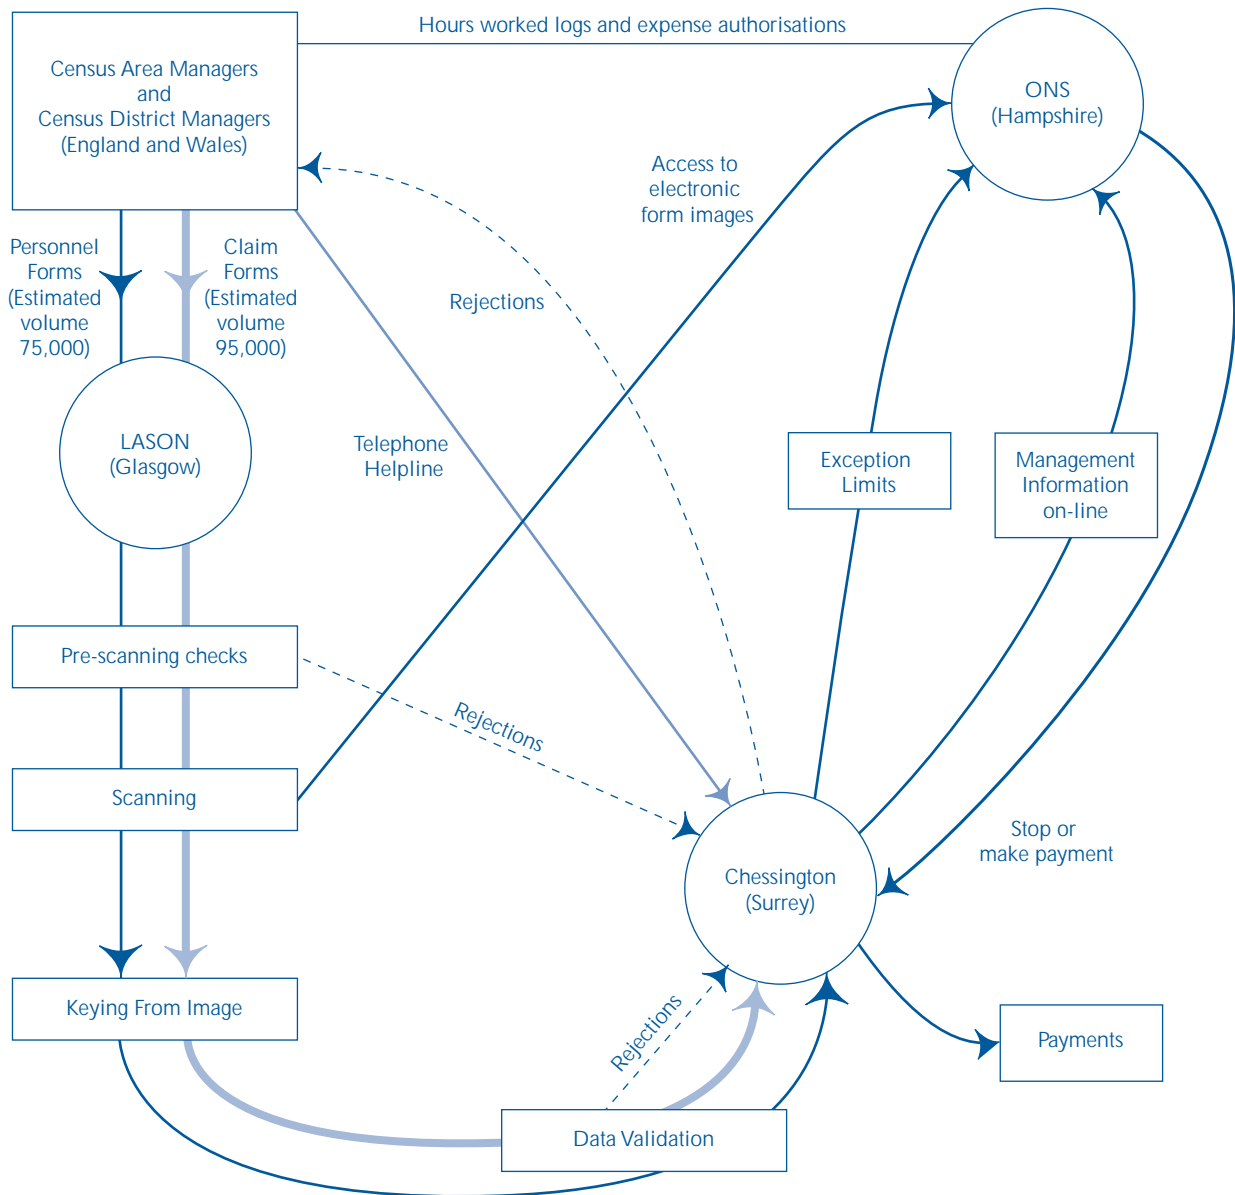 Hours worked logs and expense authorisations
Census Area Managers
and
Census District Managers
(England and Wales)
ONS
(Hampshire)
Access to
electronic
form images
Personnel
Forms
(Estimated
volume
75,000)
Claim
Forms
(Estimated
volume
95,000)
Rejections
LASON
(Glasgow)
Telephone
Helpline
Exception
Limits
Management
Information
on-line
Pre-scanning checks
Rejections
Scanning
Stop or
make payment
Chessington
(Surrey)
Keying From Image
Rejections
Payments
Data Validation